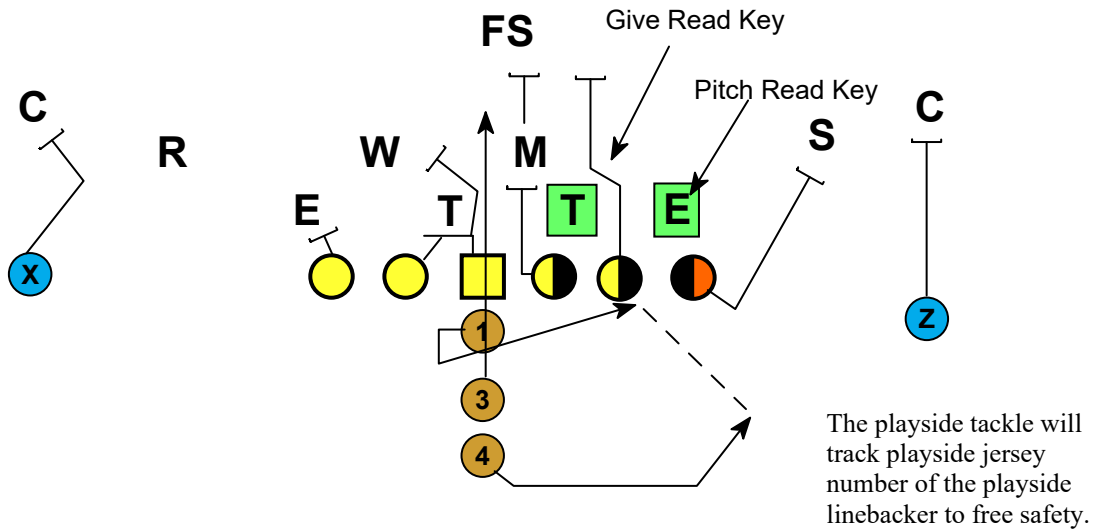 FS
Give Read Key
Pitch Read Key
C
C
R
W
M
S
E
T
T
E
X
1
Z
3
4
The playside tackle will
track playside jersey
number of the playside
linebacker to free safety.